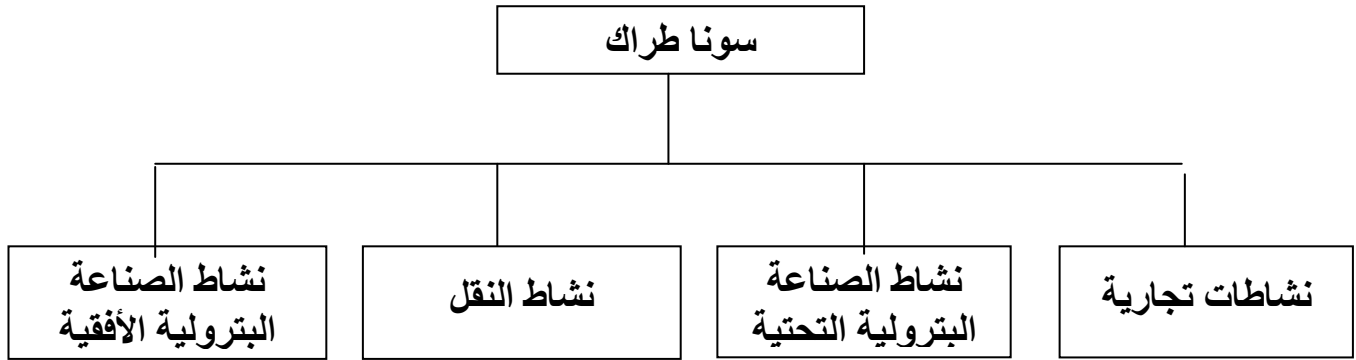 سونا طراك
نشاطات تجارية
نشاط الصناعة
البترولية التحتية
نشاط النقل
نشاط الصناعة
البترولية الأفقية